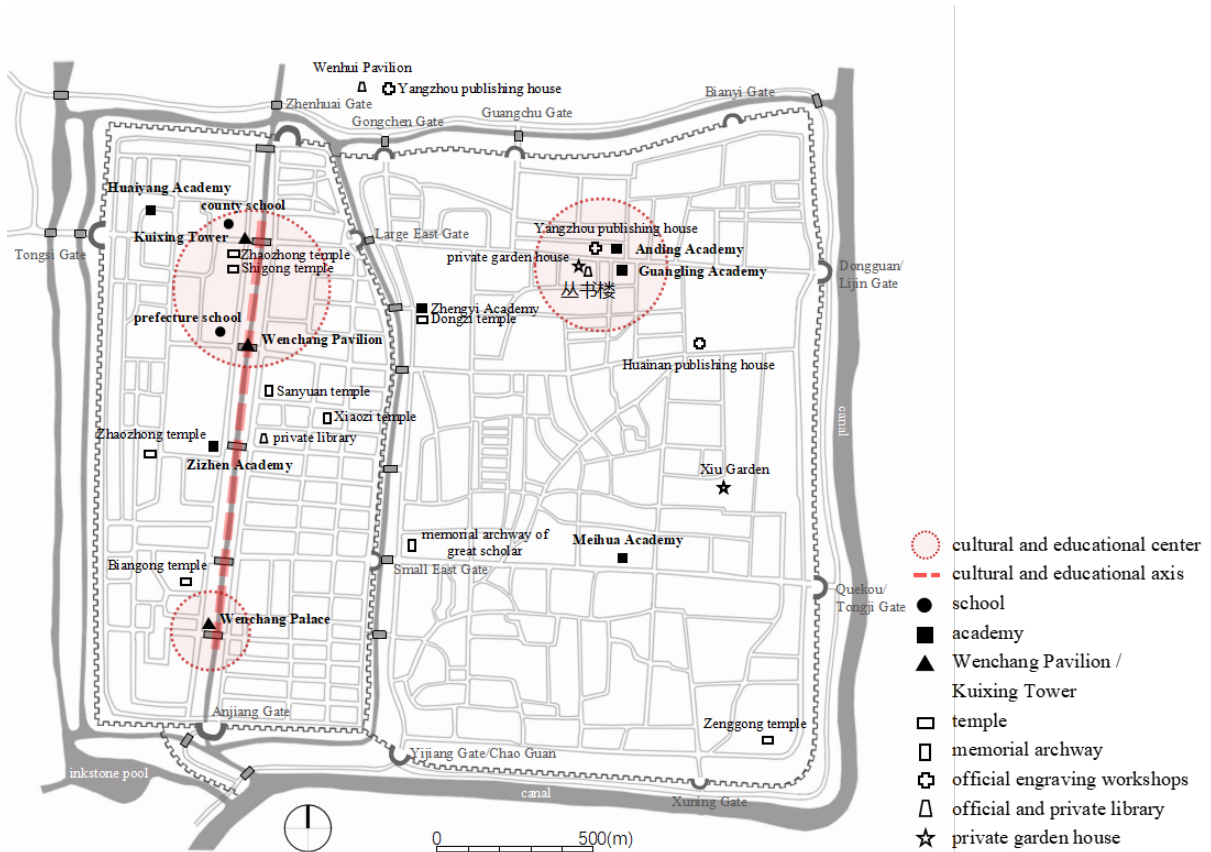 Wenhui Pavilion
Yangzhou publishing house
Bianyi Gate
Zhenhuai Gate
Guangchu Gate
Gongchen Gate
Huaiyang Academy
county school
Kuixing Tower
Large East Gate
Yangzhou publishing house
Anding Academy
Tongsi Gate
Zhaozhong temple
private garden house
Guangling Academy
Dongguan/
Lijin Gate
Shigong temple
丛书楼
prefecture school
Zhengyi Academy
Dongzi temple
Wenchang Pavilion
Huainan publishing house
Sanyuan temple
Xiaozi temple
canal
Zhaozhong temple
private library
Zizhen Academy
Xiu Garden
memorial archway of
great scholar
Meihua Academy
Biangong temple
Small East Gate
Quekou/
Tongji Gate
Wenchang Palace
Anjiang Gate
Zenggong temple
Yijiang Gate/Chao Guan
inkstone pool
canal
Xuning Gate
0
500(m)
cultural and educational center
cultural and educational axis
school
academy
Wenchang Pavilion /
Kuixing Tower
temple
memorial archway
official engraving workshops
official and private library
private garden house